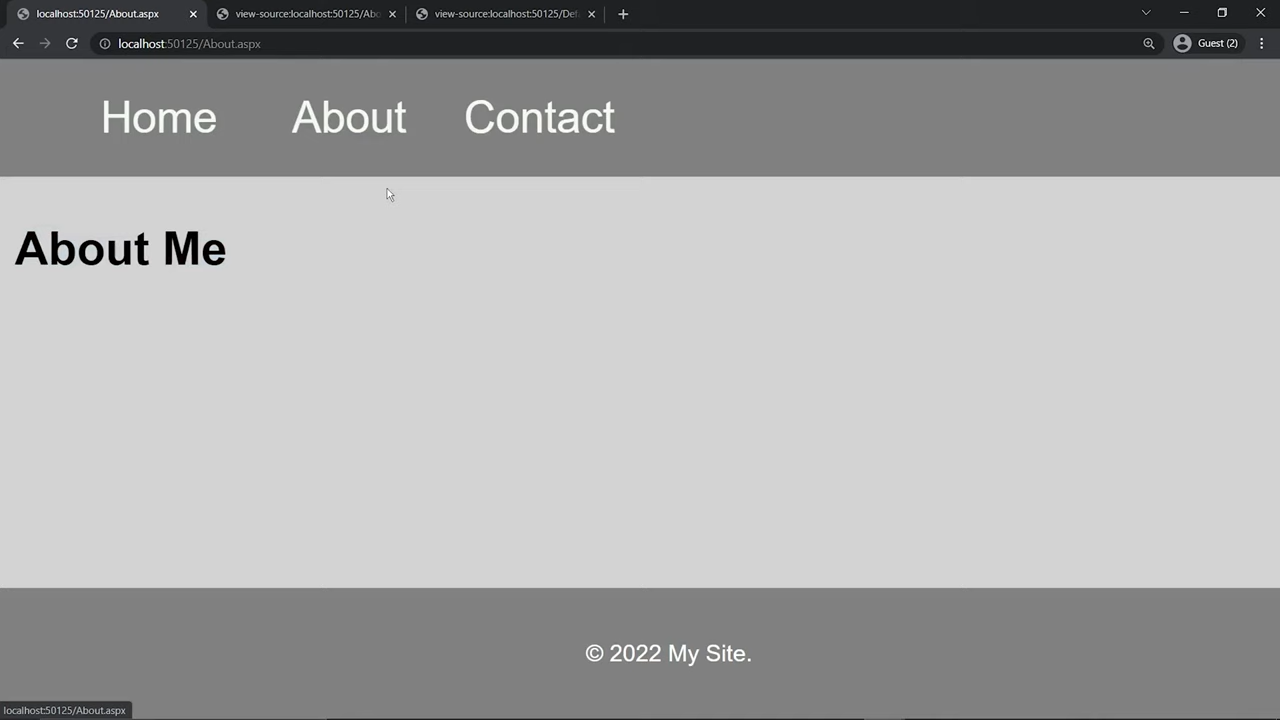 localhost:50125/About.aspx
view-source:localhost:50125/Abo
view-source:localhost:50125/Def
localhost:50125/About.aspx
Guest (2)
Home About Contact
About Me
© 2022 My Site.
localhost:50125/About.aspx